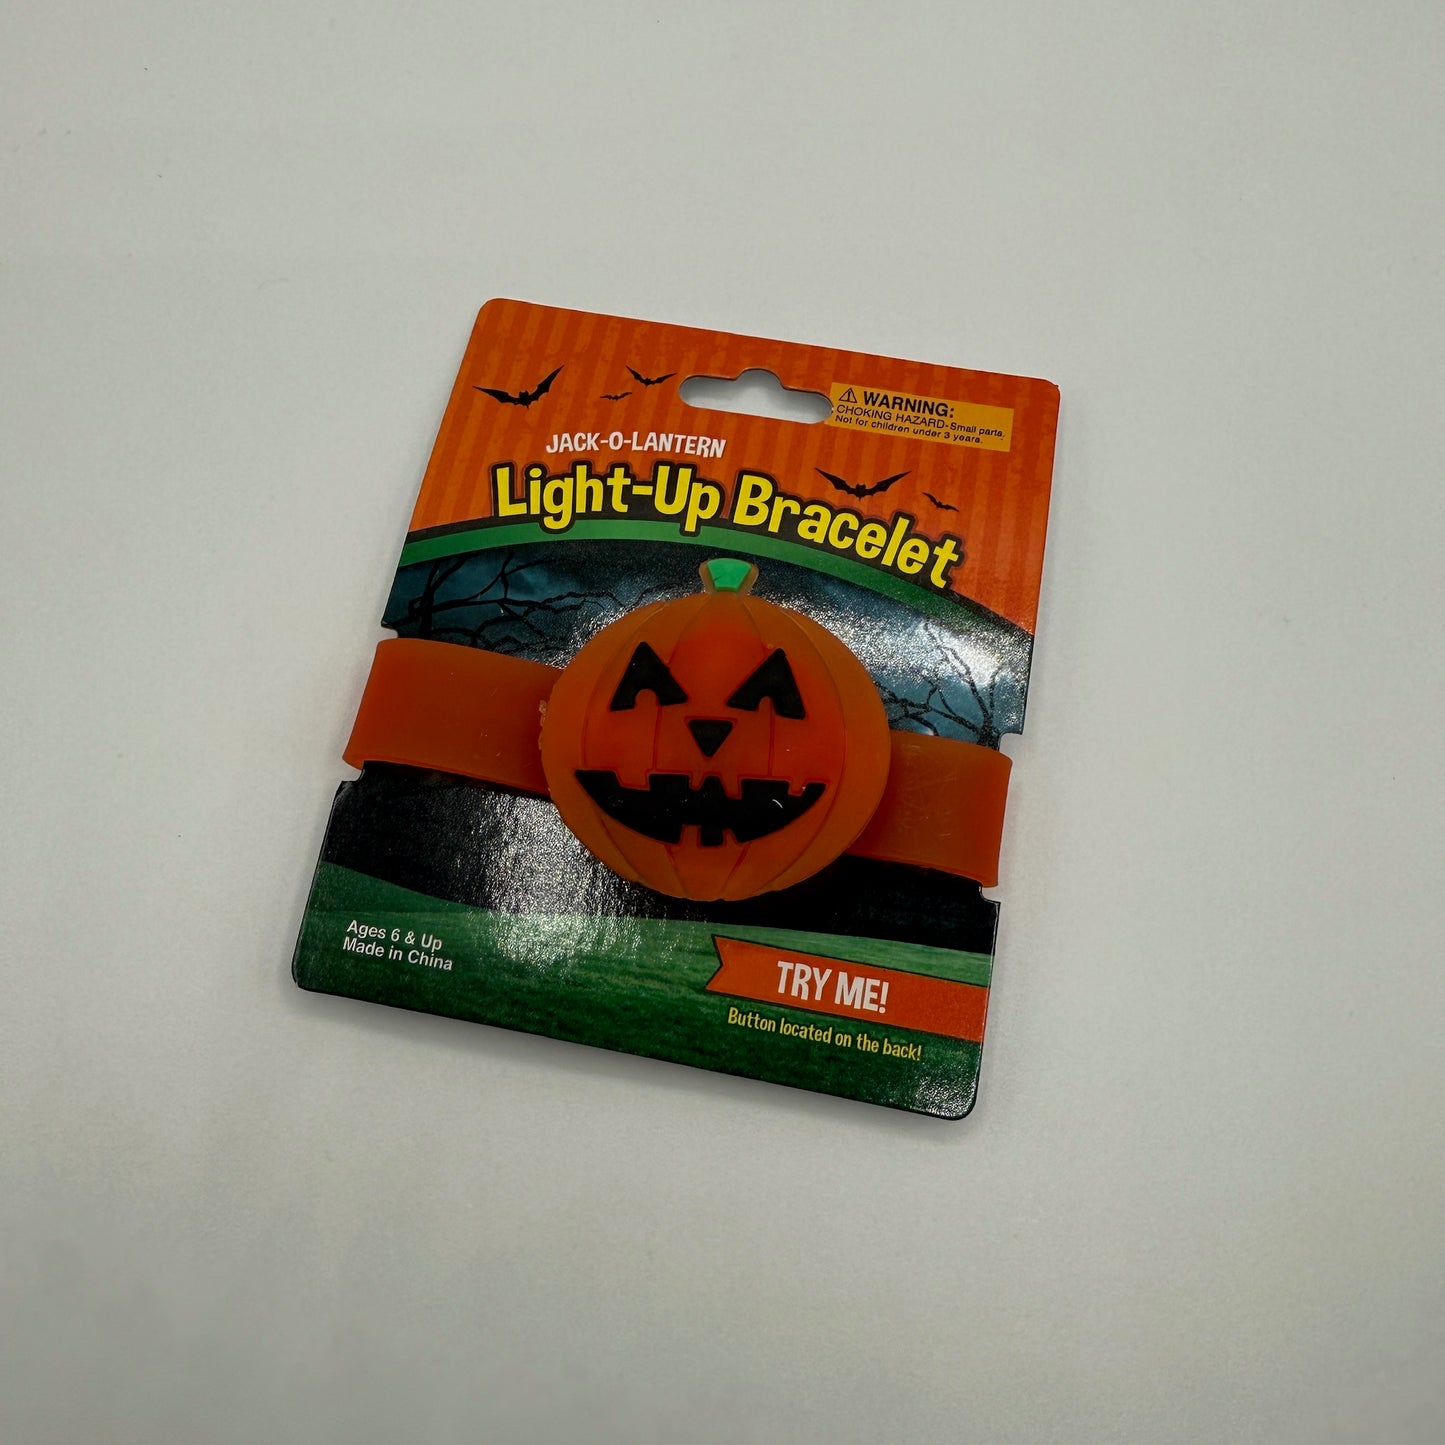 WARNING:
CHOKING HAZARD-Small parts.
Not for children under 3 years.
JACK-O-LANTERN
Light-Up Bracelet
Ages 6 & Up
Made in China
TRY ME!
Button located on the back!